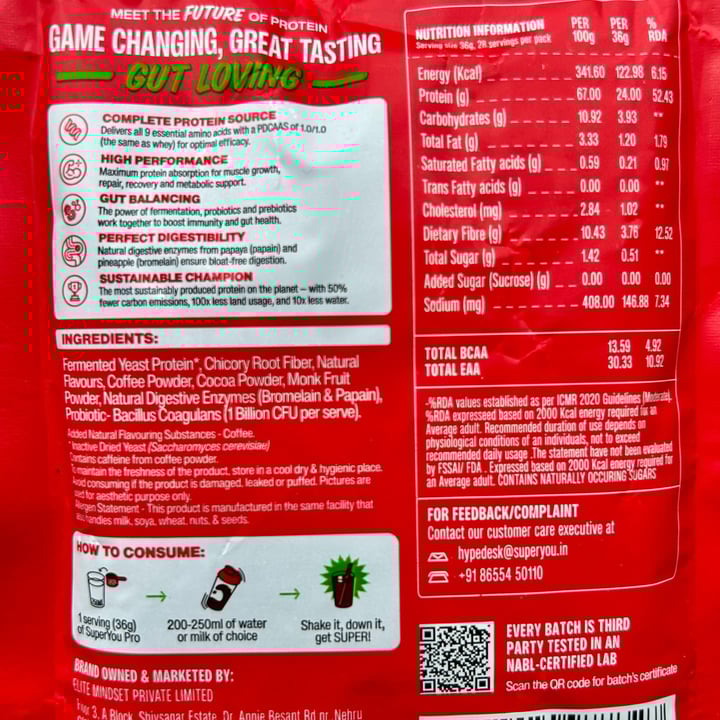 MEET THE FUTURE OF PROTEIN
GAME CHANGING, GREAT TASTING
GUT LOVING
COMPLETE PROTEIN SOURCE
Delivers all 9 essential amino acids with a PDCAAS of 1.0/1.0
(the same as whey) for optimal efficacy.
HIGH PERFORMANCE
Maximum protein absorption for muscle growth,
repair, recovery and metabolic support.
GUT BALANCING
The power of fermentation, probiotics and prebiotics
work together to boost immunity and gut health.
PERFECT DIGESTIBILITY
Natural digestive enzymes from papaya (papain) and
pineapple (bromelain) ensure bloat-free digestion.
SUSTAINABLE CHAMPION
The most sustainably produced protein on the planet – with 50%
fewer carbon emissions, 100x less land usage, and 10x less water.
INGREDIENTS:
Fermented Yeast Protein*, Chicory Root Fiber, Natural
Flavours, Coffee Powder, Cocoa Powder, Monk Fruit
Powder, Natural Digestive Enzymes (Bromelain & Papain),
Probiotic- Bacillus Coagulans (1 Billion CFU per serve).
Added Natural Flavouring Substances - Coffee.
* Inactive Dried Yeast (Saccharomyces cerevisiae)
Contains caffeine from coffee powder.
To maintain the freshness of the product, store in a cool dry & hygienic place.
Avoid consuming if the product is damaged, leaked or puffed. Pictures are
used for aesthetic purpose only.
Allergen Statement - This product is manufactured in the same facility that
also handles milk, soya, wheat, nuts, & seeds.
HOW TO CONSUME:
1 serving (36g)
of SuperYou Pro
200-250ml of water
or milk of choice
Shake it, down it,
get SUPER!
BRAND OWNED & MARKETED BY:
ELITE MINDSET PRIVATE LIMITED
Floor 3, A Block, Shivsagar Estate, Dr. Annie Besant Rd nr. Nehru
NUTRITION INFORMATION PER 100g PER 36g % RDA
Serving size 36g, 28 servings per pack
Energy (Kcal) 341.60 122.98 6.15
Protein (g) 67.00 24.00 52.43
Carbohydrates (g) 10.92 3.93 **
Total Fat (g) 3.33 1.20 1.79
Saturated Fatty acids (g) 0.59 0.21 0.97
Trans Fatty acids (g) 0.00 0.00 **
Cholesterol (mg) 2.84 1.02 **
Dietary Fibre (g) 10.43 3.76 12.52
Total Sugar (g) 1.42 0.51 **
Added Sugar (Sucrose) (g) 0.00 0.00 0.00
Sodium (mg) 408.00 146.88 7.34
TOTAL BCAA 13.59 4.92
TOTAL EAA 30.33 10.92
-%RDA values established as per ICMR 2020 Guidelines (Moderate).
%RDA expresseed based on 2000 Kcal energy required for an
Average adult. Recommended duration of use depends on
physiological conditions of an individuals, not to exceed
recommended daily usage .The statement have not been evaluated
by FSSAI/ FDA . Expressed based on 2000 Kcal energy required for
an Average adult. CONTAINS NATURALLY OCCURING SUGARS
FOR FEEDBACK/COMPLAINT
Contact our customer care executive at
hypedesk@superyou.in
+91 86554 50110
EVERY BATCH IS THIRD
PARTY TESTED IN AN
NABL-CERTIFIED LAB
Scan the QR code for batch's certificate